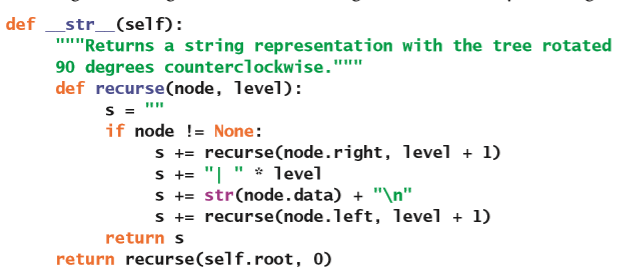 def __str__(self):
    """Returns a string representation with the tree rotated
    90 degrees counterclockwise."""
    def recurse(node, level):
        s = ""
        if node != None:
            s += recurse(node.right, level + 1)
            s += "| " * level
            s += str(node.data) + "\n"
            s += recurse(node.left, level + 1)
        return s
    return recurse(self.root, 0)